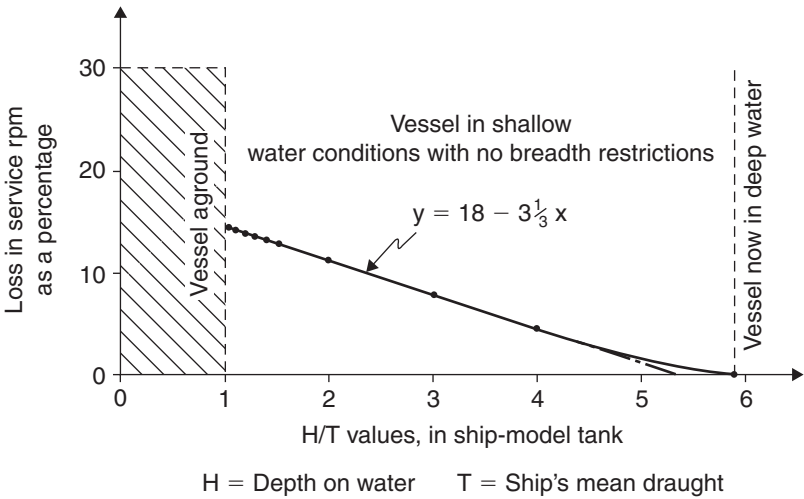 30
20
10
0
Loss in service rpm
as a percentage
Vessel aground
Vessel in shallow
water conditions with no breadth restrictions
y = 18 − 3⅓ x
Vessel now in deep water
0 1 2 3 4 5 6
H/T values, in ship-model tank
H = Depth on water T = Ship's mean draught